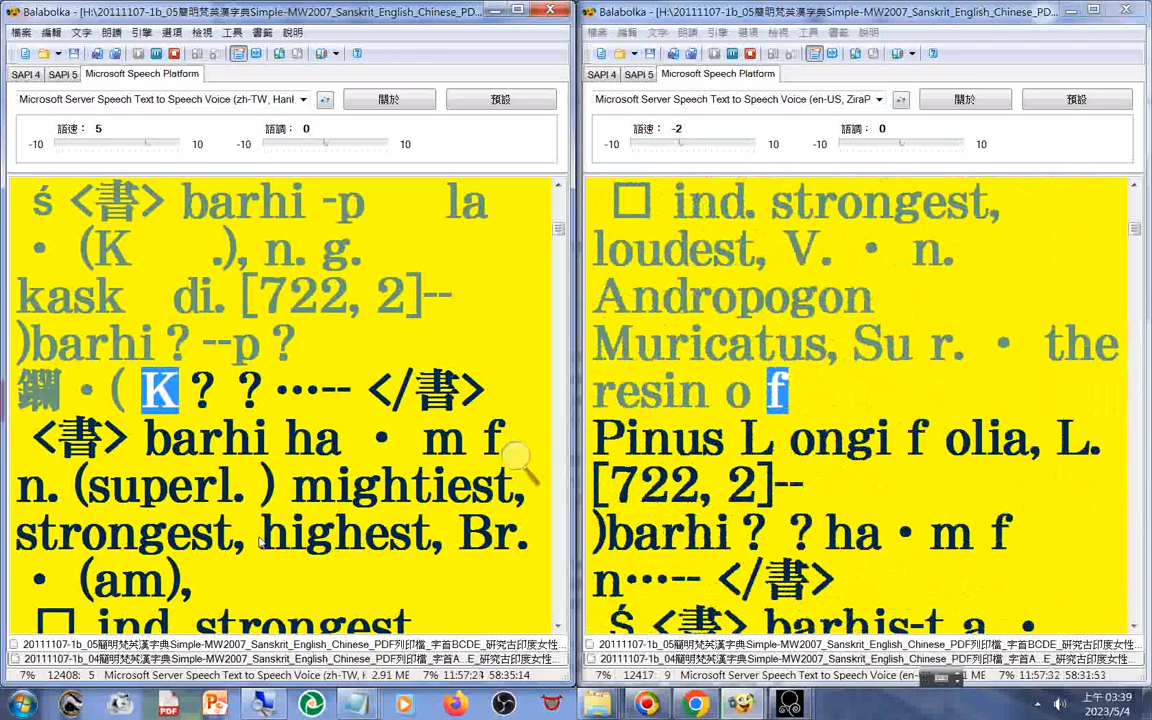 Balabolka - [H:\20111107-1b_05簡明梵英漢字典Simple-MW2007_Sanskrit_English_Chinese_PD...
檔案 編輯 文字 朗讀 引擎 選項 檢視 工具 書籤 說明
SAPI 4 SAPI 5 Microsoft Speech Platform
Microsoft Server Speech Text to Speech Voice (zh-TW, Hanl 關於 預設
語速： 5 語調： 0
-10 10 -10 10
ś <書> barhi -p la
• (K .), n. g.
kask di. [722, 2]--
)barhi？--p？
鑭 • ( K？？…-- </書>
<書> barhi ha • m f
n. (superl. ) mightiest,
strongest, highest, Br.
• (am),
□ ind. strongest,
20111107-1b_05簡明梵英漢字典Simple-MW2007_Sanskrit_English_Chinese_PDF列印檔_字首BCDE_研究古印度女性...
20111107-1b_04簡明梵英漢字典Simple-MW2007_Sanskrit_English_Chinese_PDF列印檔_字首A...E_研究古印度女性...
7% 12408: 5 Microsoft Server Speech Text to Speech Voice (zh-TW, H 2.91 MB 7% 11:57:24 58:35:14
Balabolka - [H:\20111107-1b_05簡明梵英漢字典Simple-MW2007_Sanskrit_English_Chinese_PD...
檔案 編輯 文字 朗讀 引擎 選項 檢視 工具 書籤 說明
SAPI 4 SAPI 5 Microsoft Speech Platform
Microsoft Server Speech Text to Speech Voice (en-US, ZiraP 關於 預設
語速： -2 語調： 0
-10 10 -10 10
□ ind. strongest,
loudest, V. • n.
Andropogon
Muricatus, Su r. • the
resin o f
Pinus L ongi f olia, L.
[722, 2]--
)barhi？？ha • m f
n…-- </書>
Ś <書> barhis-t a •
20111107-1b_05簡明梵英漢字典Simple-MW2007_Sanskrit_English_Chinese_PDF列印檔_字首BCDE_研究古印度女性...
20111107-1b_04簡明梵英漢字典Simple-MW2007_Sanskrit_English_Chinese_PDF列印檔_字首A...E_研究古印度女性...
7% 12417: 9 Microsoft Server Speech Text to Speech Voice 7% 11:57:32 58:31:53
上午 03:39
2023/5/4